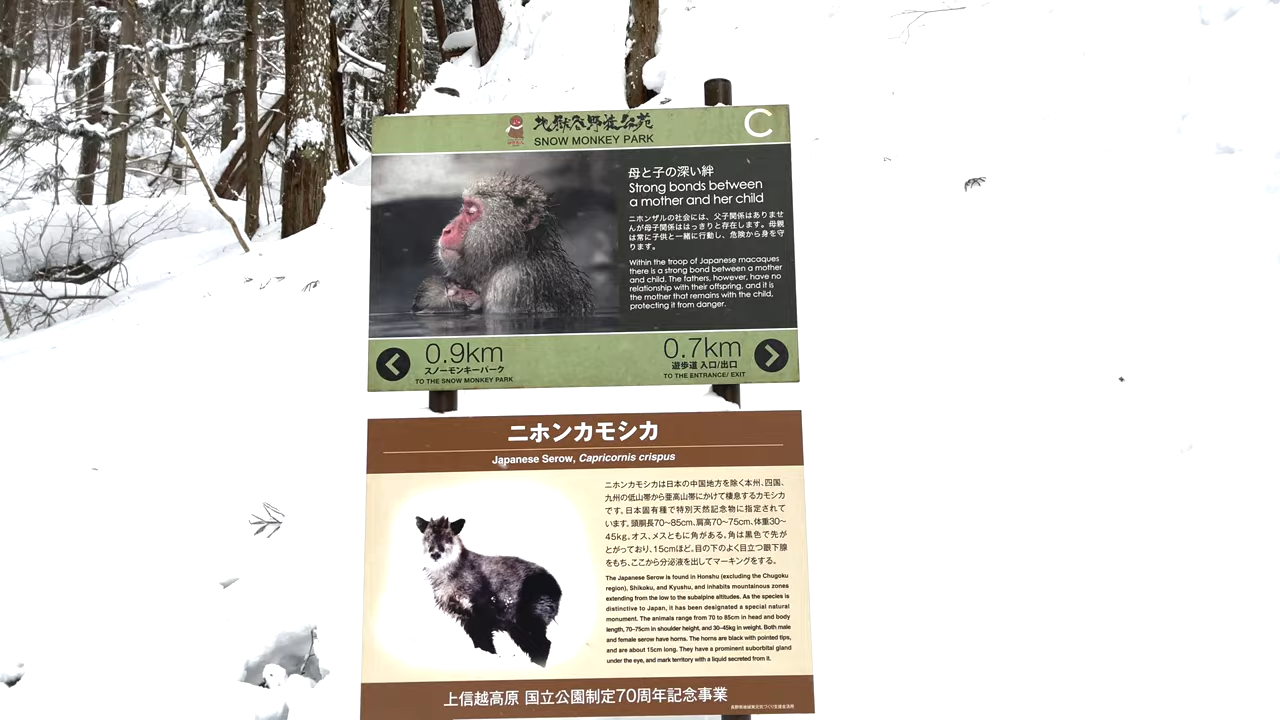 地獄谷野猿公苑
SNOW MONKEY PARK
C
母と子の深い絆
Strong bonds between
a mother and her child
ニホンザルの社会には、父子関係はありませ
んが母子関係ははっきりと存在します。母親
は常に子供と一緒に行動し、危険から身を守
ります。
Within the troop of Japanese macaques
there is a strong bond between a mother
and child. The fathers, however, have no
relationship with their offspring, and it is
the mother that remains with the child,
protecting it from danger.
0.9km
スノーモンキーパーク
TO THE SNOW MONKEY PARK
0.7km
遊歩道 入口/出口
TO THE ENTRANCE/ EXIT
ニホンカモシカ
Japanese Serow, Capricornis crispus
ニホンカモシカは日本の中国地方を除く本州、四国、
九州の低山帯から亜高山帯にかけて棲息するカモシカ
です。日本固有種で特別天然記念物に指定されて
います。頭胴長70〜85cm、肩高70〜75cm、体重30〜
45kg。オス、メスともに角がある。角は黒色で先が
とがっており、15cmほど。目の下のよく目立つ眼下腺
をもち、ここから分泌液を出してマーキングをする。
The Japanese Serow is found in Honshu (excluding the Chugoku
region), Shikoku, and Kyushu, and inhabits mountainous zones
extending from the low to the subalpine altitudes. As the species is
distinctive to Japan, it has been designated a special natural
monument. The animals range from 70 to 85cm in head and body
length, 70–75cm in shoulder height, and 30–45kg in weight. Both male
and female serow have horns. The horns are black with pointed tips,
and are about 15cm long. They have a prominent suborbital gland
under the eye, and mark territory with a liquid secreted from it.
上信越高原 国立公園制定70周年記念事業